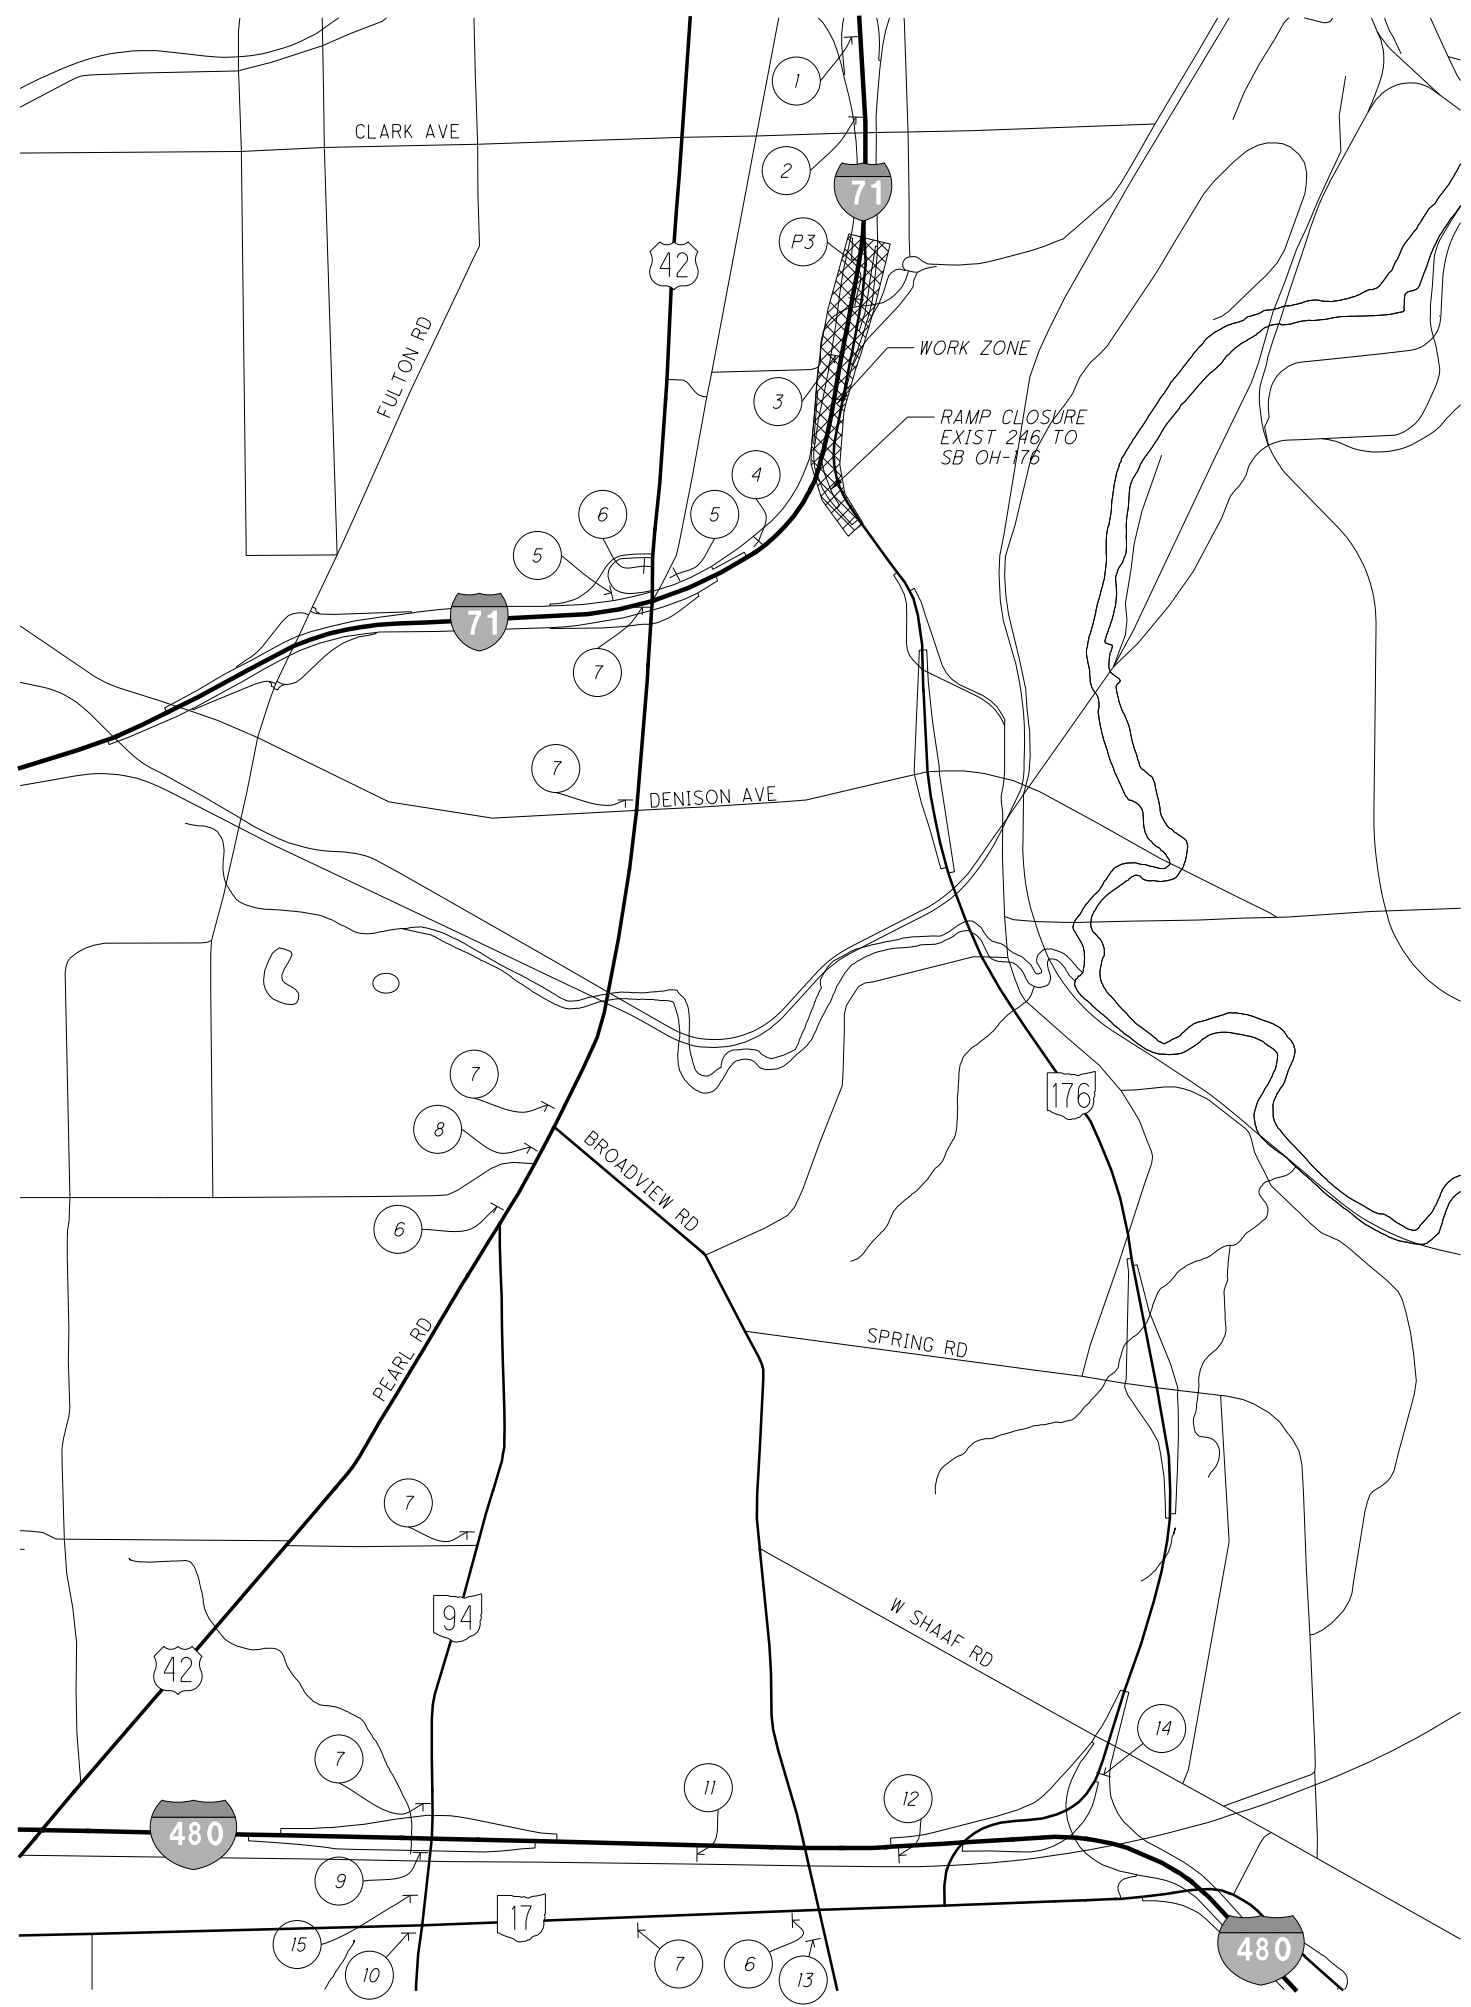 1
CLARK AVE
2
71
P3
42
FULTON RD
WORK ZONE
3
RAMP CLOSURE
EXIST 246 TO
SB OH-176
4
6
5
5
71
7
7
DENISON AVE
7
176
8
BROADVIEW RD
6
PEARL RD
SPRING RD
7
94
W SHAAF RD
42
14
7
11
12
480
9
17
15
10
7
6
13
480